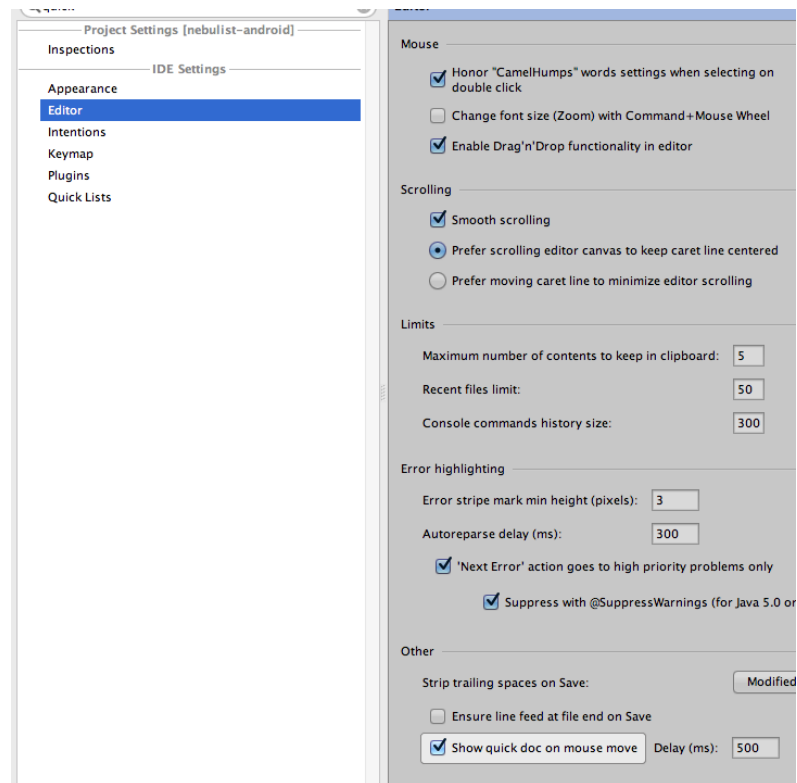 Project Settings [nebulist-android]
Inspections
IDE Settings
Appearance
Editor
Intentions
Keymap
Plugins
Quick Lists
Mouse
Honor "CamelHumps" words settings when selecting on
double click
Change font size (Zoom) with Command+Mouse Wheel
Enable Drag'n'Drop functionality in editor
Scrolling
Smooth scrolling
Prefer scrolling editor canvas to keep caret line centered
Prefer moving caret line to minimize editor scrolling
Limits
Maximum number of contents to keep in clipboard: 5
Recent files limit: 50
Console commands history size: 300
Error highlighting
Error stripe mark min height (pixels): 3
Autoreparse delay (ms): 300
'Next Error' action goes to high priority problems only
Suppress with @SuppressWarnings (for Java 5.0 or
Other
Strip trailing spaces on Save: Modified
Ensure line feed at file end on Save
Show quick doc on mouse move Delay (ms): 500